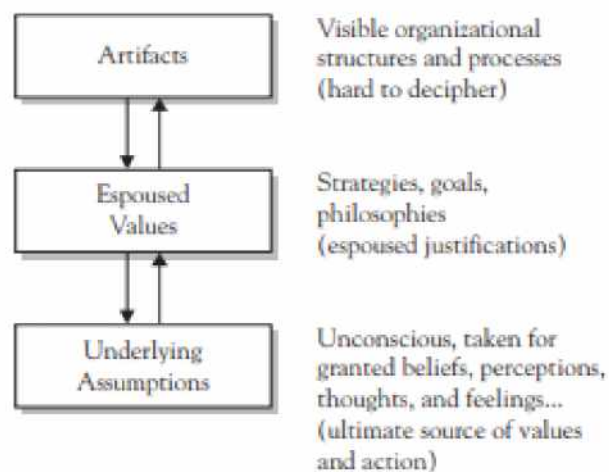 Artifacts
Visible organizational
structures and processes
(hard to decipher)
Espoused
Values
Strategies, goals,
philosophies
(espoused justifications)
Underlying
Assumptions
Unconscious, taken for
granted beliefs, perceptions,
thoughts, and feelings...
(ultimate source of values
and action)